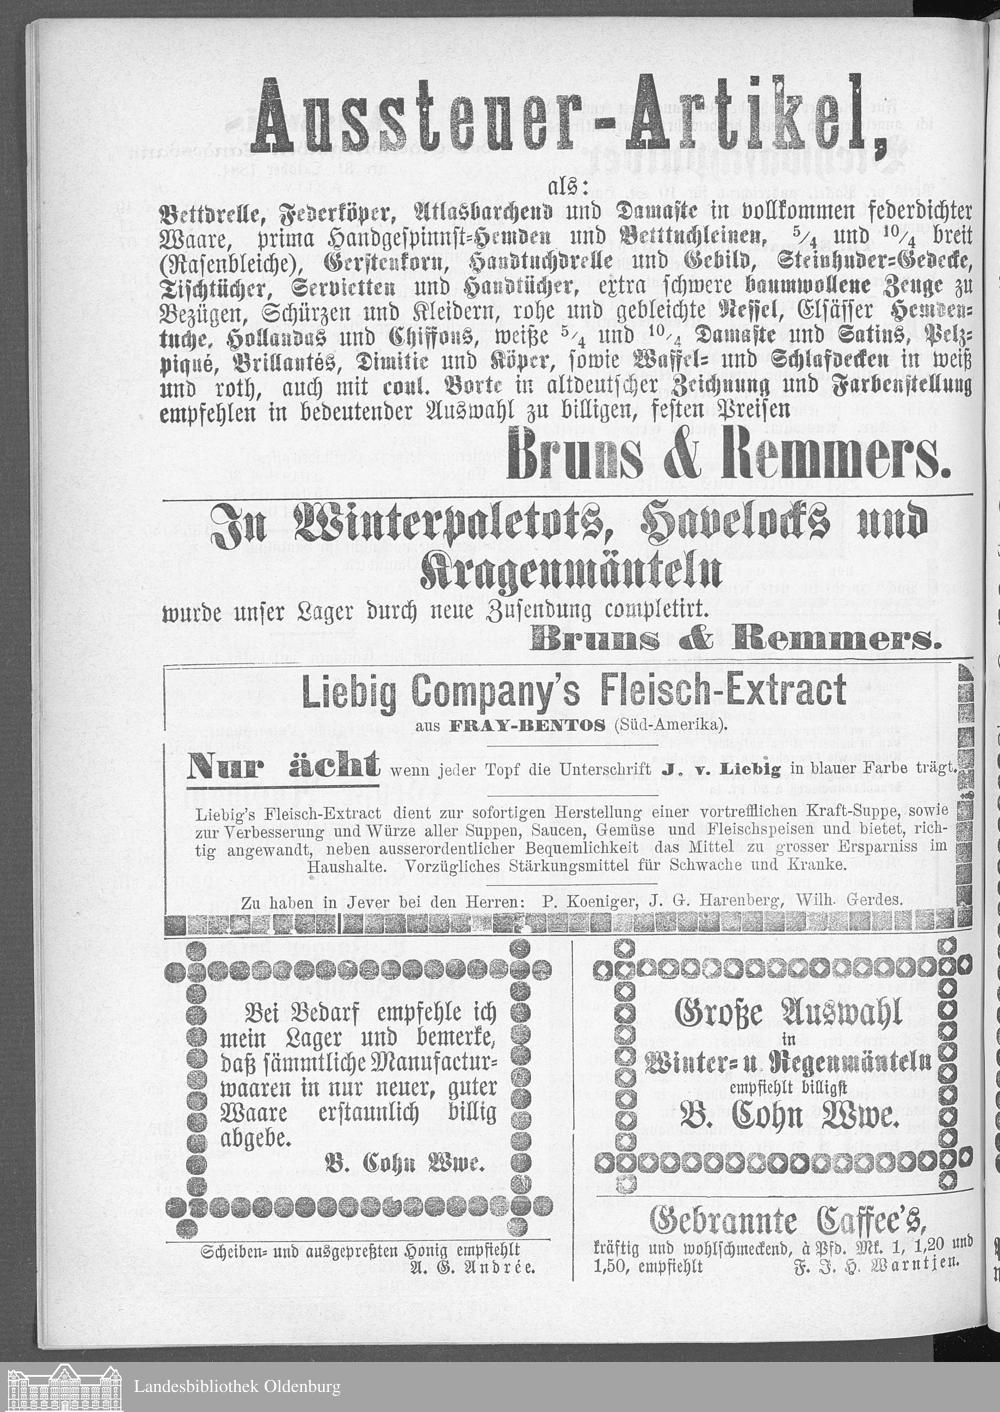 Aussteuer-Artikel,
als:
Bettdrelle, Federköper, Atlasbarchend und Damaste in vollkommen federdichter
Waare, prima Handgespinnst-Hemden und Betttuchleinen, 5/4 und 10/4 breit
(Rasenbleiche), Gerstenkorn, Handtuchdrelle und Gebild, Steinhuder-Gedecke,
Tischtücher, Servietten und Handtücher, extra schwere baumwollene Zeuge zu
Bezügen, Schürzen und Kleidern, rohe und gebleichte Nessel, Elsässer Hemden-
tuche, Hollandas und Chiffons, weiße 5/4 und 10/4 Damaste und Satins, Pelz-
piqué, Brillantés, Dimitie und Köper, sowie Waffel- und Schlafdecken in weiß
und roth, auch mit coul. Borte in altdeutscher Zeichnung und Farbenstellung
empfehlen in bedeutender Auswahl zu billigen, festen Preisen
Bruns & Remmers.
In Winterpaletots, Havelocks und
Kragenmänteln
wurde unser Lager durch neue Zusendung completirt.
Bruns & Remmers.
Liebig Company's Fleisch-Extract
aus FRAY-BENTOS (Süd-Amerika).
Nur ächt wenn jeder Topf die Unterschrift J. v. Liebig in blauer Farbe trägt.
Liebig's Fleisch-Extract dient zur sofortigen Herstellung einer vortrefflichen Kraft-Suppe, sowie
zur Verbesserung und Würze aller Suppen, Saucen, Gemüse und Fleischspeisen und bietet, rich-
tig angewandt, neben ausserordentlicher Bequemlichkeit das Mittel zu grosser Ersparniss im
Haushalte. Vorzügliches Stärkungsmittel für Schwache und Kranke.
Zu haben in Jever bei den Herren: P. Koeniger, J. G. Harenberg, Wilh. Gerdes.
Bei Bedarf empfehle ich
mein Lager und bemerke,
daß sämmtliche Manufactur-
waaren in nur neuer, guter
Waare erstaunlich billig
abgebe.
B. Cohn Wwe.
Scheiben- und ausgepreßten Honig empfiehlt
A. G. Andrée.
Große Auswahl
in
Winter- u. Regenmänteln
empfiehlt billigst
B. Cohn Wwe.
Gebrannte Caffee's,
kräftig und wohlschmeckend, à Pfd. Mk. 1, 1,20 und
1,50, empfiehlt F. J. H. Warntjen.
Landesbibliothek Oldenburg